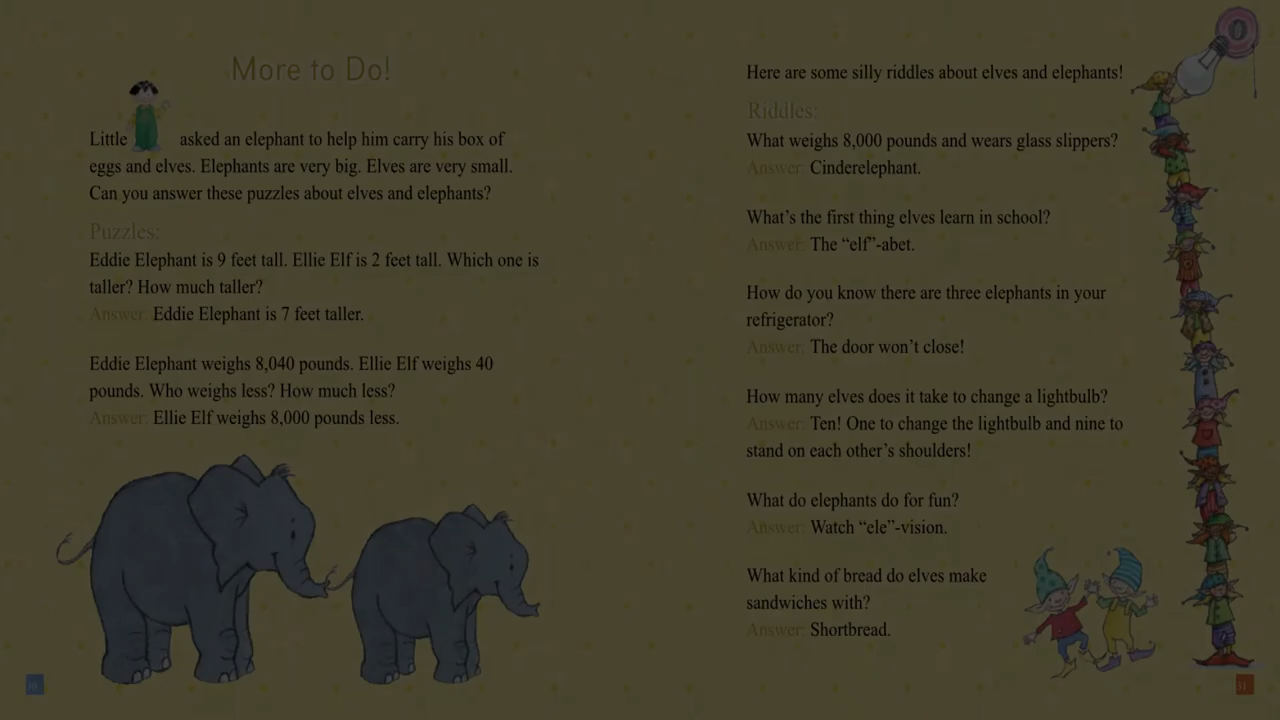 More to Do!
Little asked an elephant to help him carry his box of
eggs and elves. Elephants are very big. Elves are very small.
Can you answer these puzzles about elves and elephants?
Puzzles:
Eddie Elephant is 9 feet tall. Ellie Elf is 2 feet tall. Which one is
taller? How much taller?
Answer: Eddie Elephant is 7 feet taller.
Eddie Elephant weighs 8,040 pounds. Ellie Elf weighs 40
pounds. Who weighs less? How much less?
Answer: Ellie Elf weighs 8,000 pounds less.
30
Here are some silly riddles about elves and elephants!
Riddles:
What weighs 8,000 pounds and wears glass slippers?
Answer: Cinderelephant.
What's the first thing elves learn in school?
Answer: The “elf”-abet.
How do you know there are three elephants in your
refrigerator?
Answer: The door won't close!
How many elves does it take to change a lightbulb?
Answer: Ten! One to change the lightbulb and nine to
stand on each other's shoulders!
What do elephants do for fun?
Answer: Watch “ele”-vision.
What kind of bread do elves make
sandwiches with?
Answer: Shortbread.
31